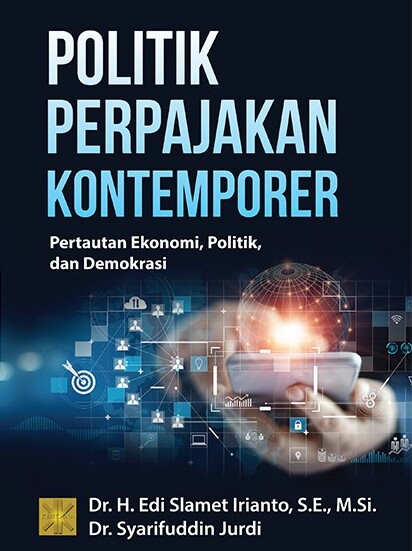 POLITIK
PERPAJAKAN
KONTEMPORER
Pertautan Ekonomi, Politik,
dan Demokrasi
Dr. H. Edi Slamet Irianto, S.E., M.Si.
Dr. Syarifuddin Jurdi